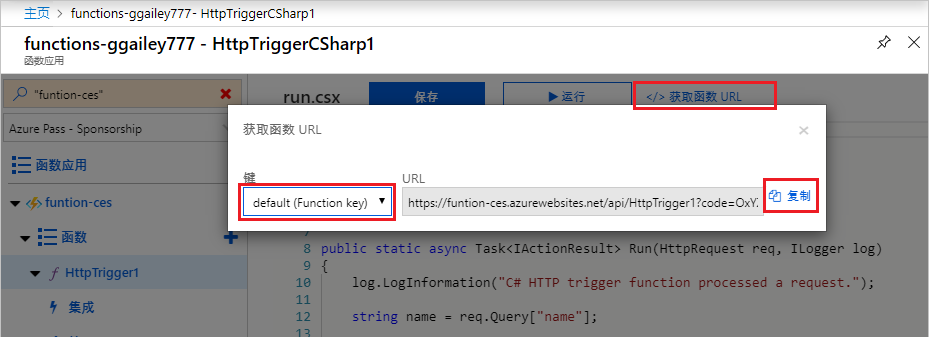 主页 > functions-ggailey777- HttpTriggerCSharp1
functions-ggailey777 - HttpTriggerCSharp1
函数应用
"funtion-ces"
run.csx
保存
运行
</> 获取函数 URL
Azure Pass - Sponsorship
获取函数 URL
函数应用
键
URL
default (Function key)
https://funtion-ces.azurewebsites.net/api/HttpTrigger1?code=OxY
复制
funtion-ces
函数
HttpTrigger1
集成
7
8 public static async Task<IActionResult> Run(HttpRequest req, ILogger log)
9 {
10 log.LogInformation("C# HTTP trigger function processed a request.");
11
12 string name = req.Query["name"];
13